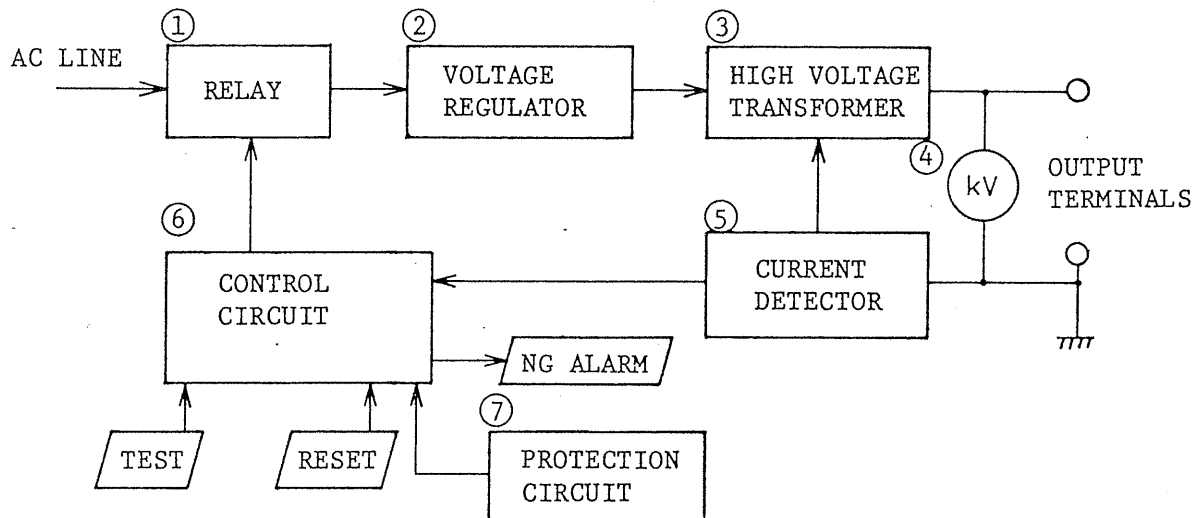 ①
②
③
AC LINE
RELAY
VOLTAGE
REGULATOR
HIGH VOLTAGE
TRANSFORMER
④
kV
OUTPUT
TERMINALS
⑤
CURRENT
DETECTOR
⑥
CONTROL
CIRCUIT
NG ALARM
TEST
RESET
⑦
PROTECTION
CIRCUIT